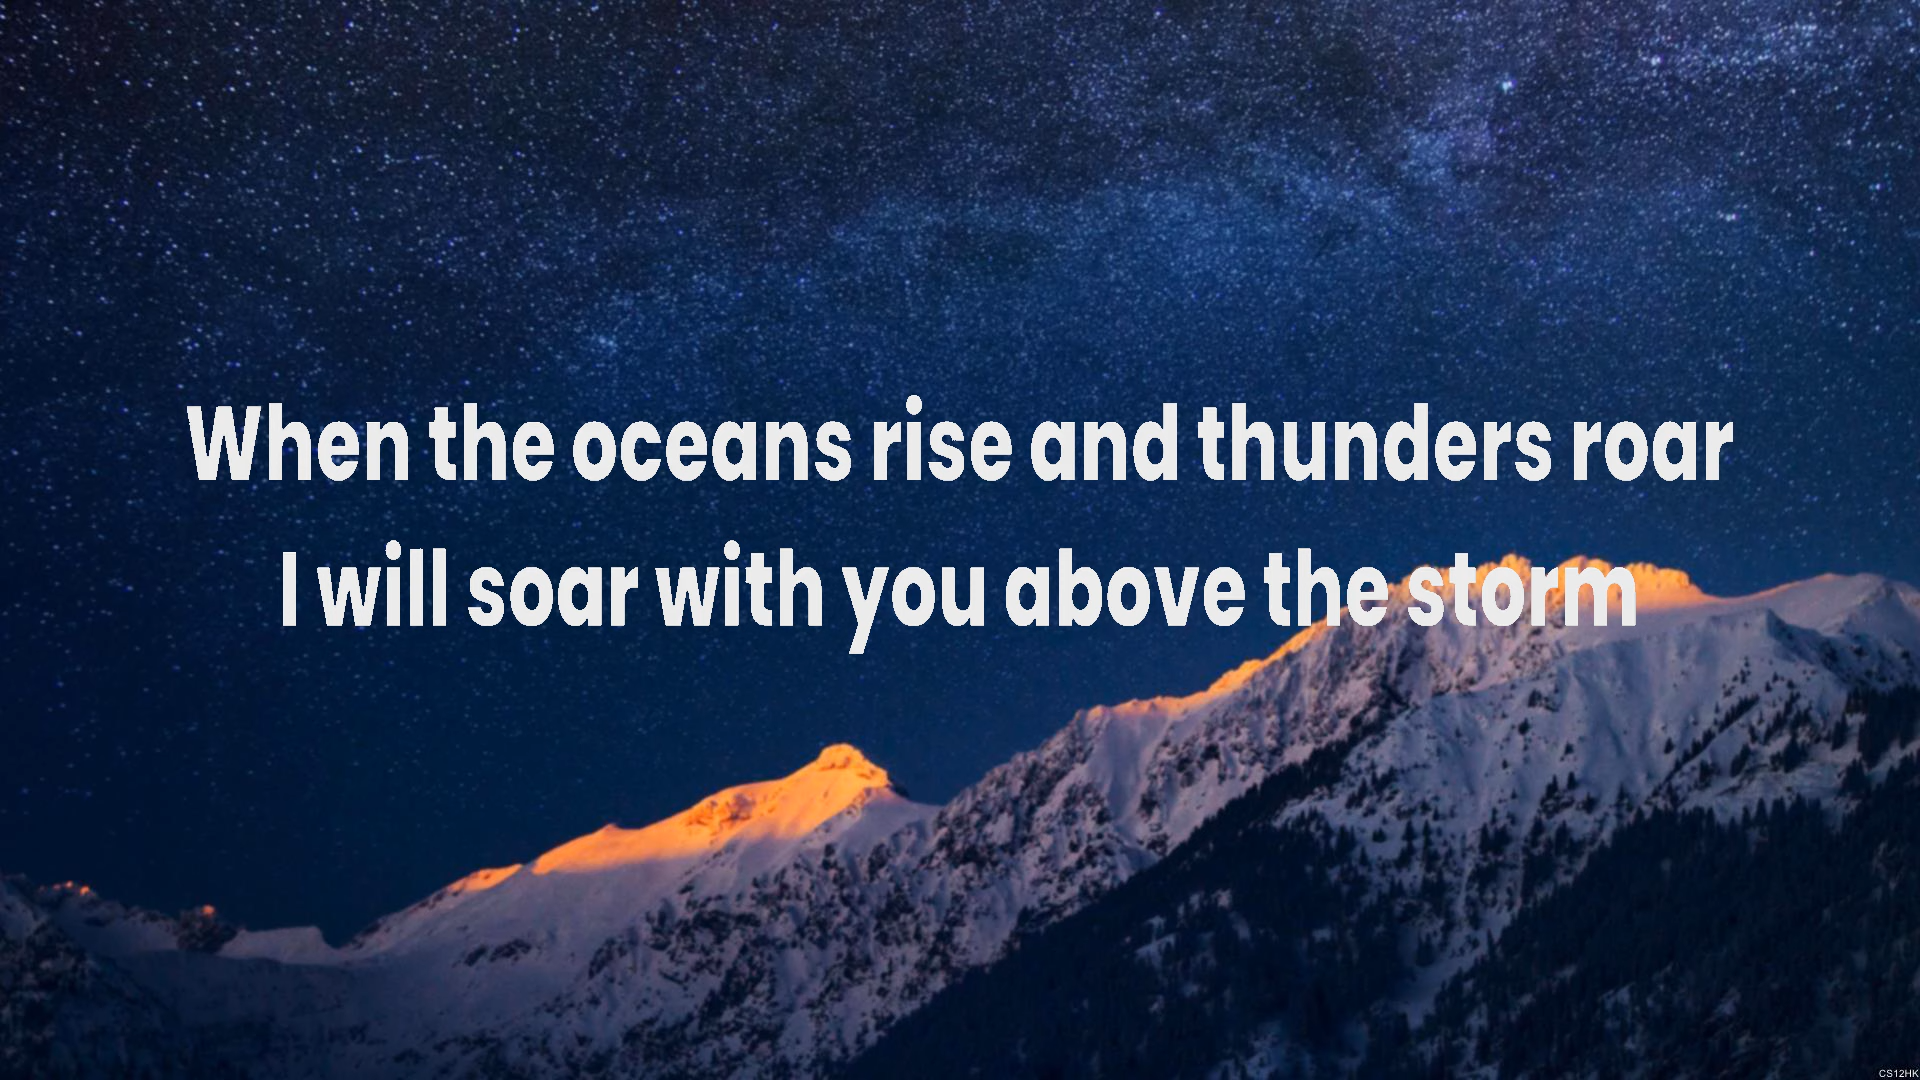 When the oceans rise and thunders roar
I will soar with you above the storm
CS12HK